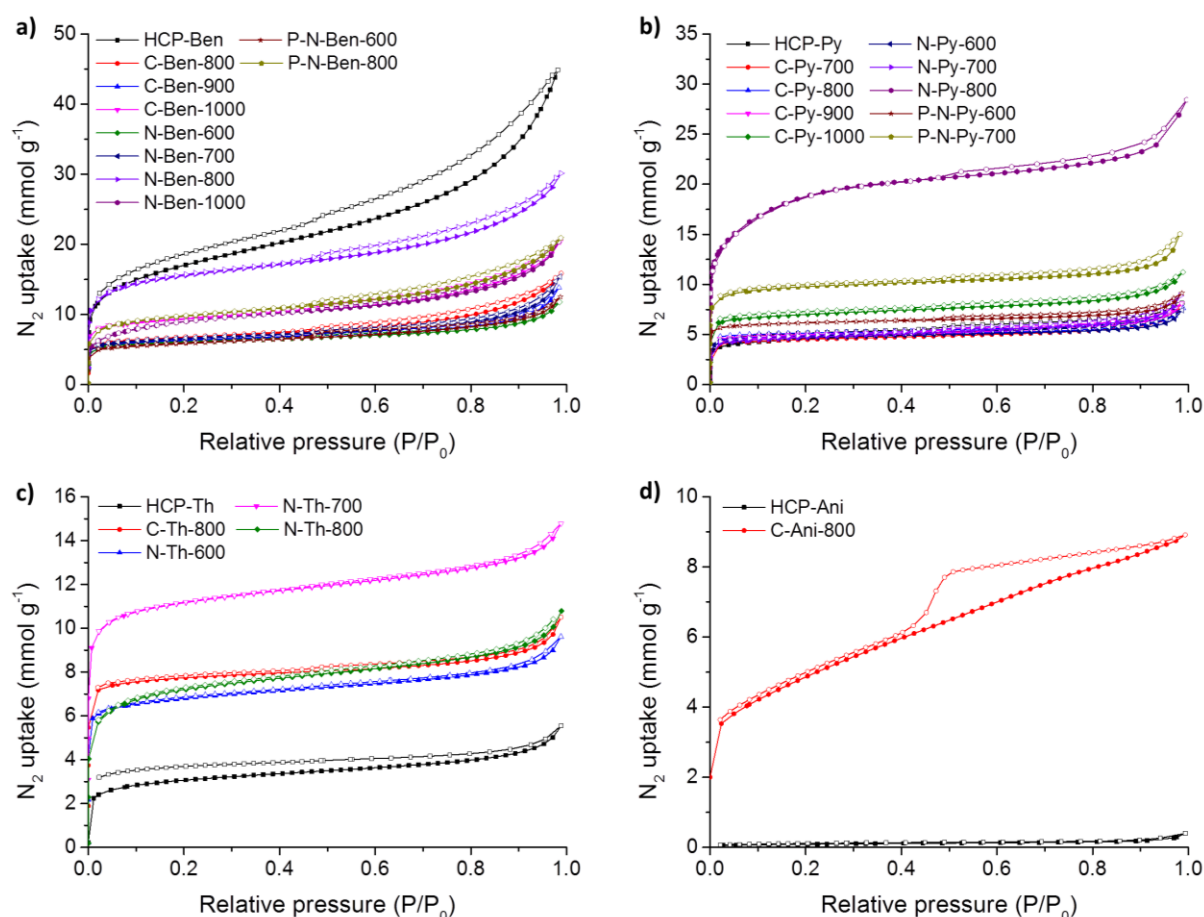 a)
HCP-Ben P-N-Ben-600
C-Ben-800 P-N-Ben-800
C-Ben-900
C-Ben-1000
N-Ben-600
N-Ben-700
N-Ben-800
N-Ben-1000
50
40
30
20
10
0
N₂ uptake (mmol g⁻¹)
0.0 0.2 0.4 0.6 0.8 1.0
Relative pressure (P/P₀)
b)
HCP-Py N-Py-600
C-Py-700 N-Py-700
C-Py-800 N-Py-800
C-Py-900 P-N-Py-600
C-Py-1000 P-N-Py-700
35
30
25
20
15
10
5
0
N₂ uptake (mmol g⁻¹)
0.0 0.2 0.4 0.6 0.8 1.0
Relative pressure (P/P₀)
c)
HCP-Th N-Th-700
C-Th-800 N-Th-800
N-Th-600
16
14
12
10
8
6
4
2
0
N₂ uptake (mmol g⁻¹)
0.0 0.2 0.4 0.6 0.8 1.0
Relative pressure (P/P₀)
d)
HCP-Ani
C-Ani-800
10
8
6
4
2
0
N₂ uptake (mmol g⁻¹)
0.0 0.2 0.4 0.6 0.8 1.0
Relative pressure (P/P₀)